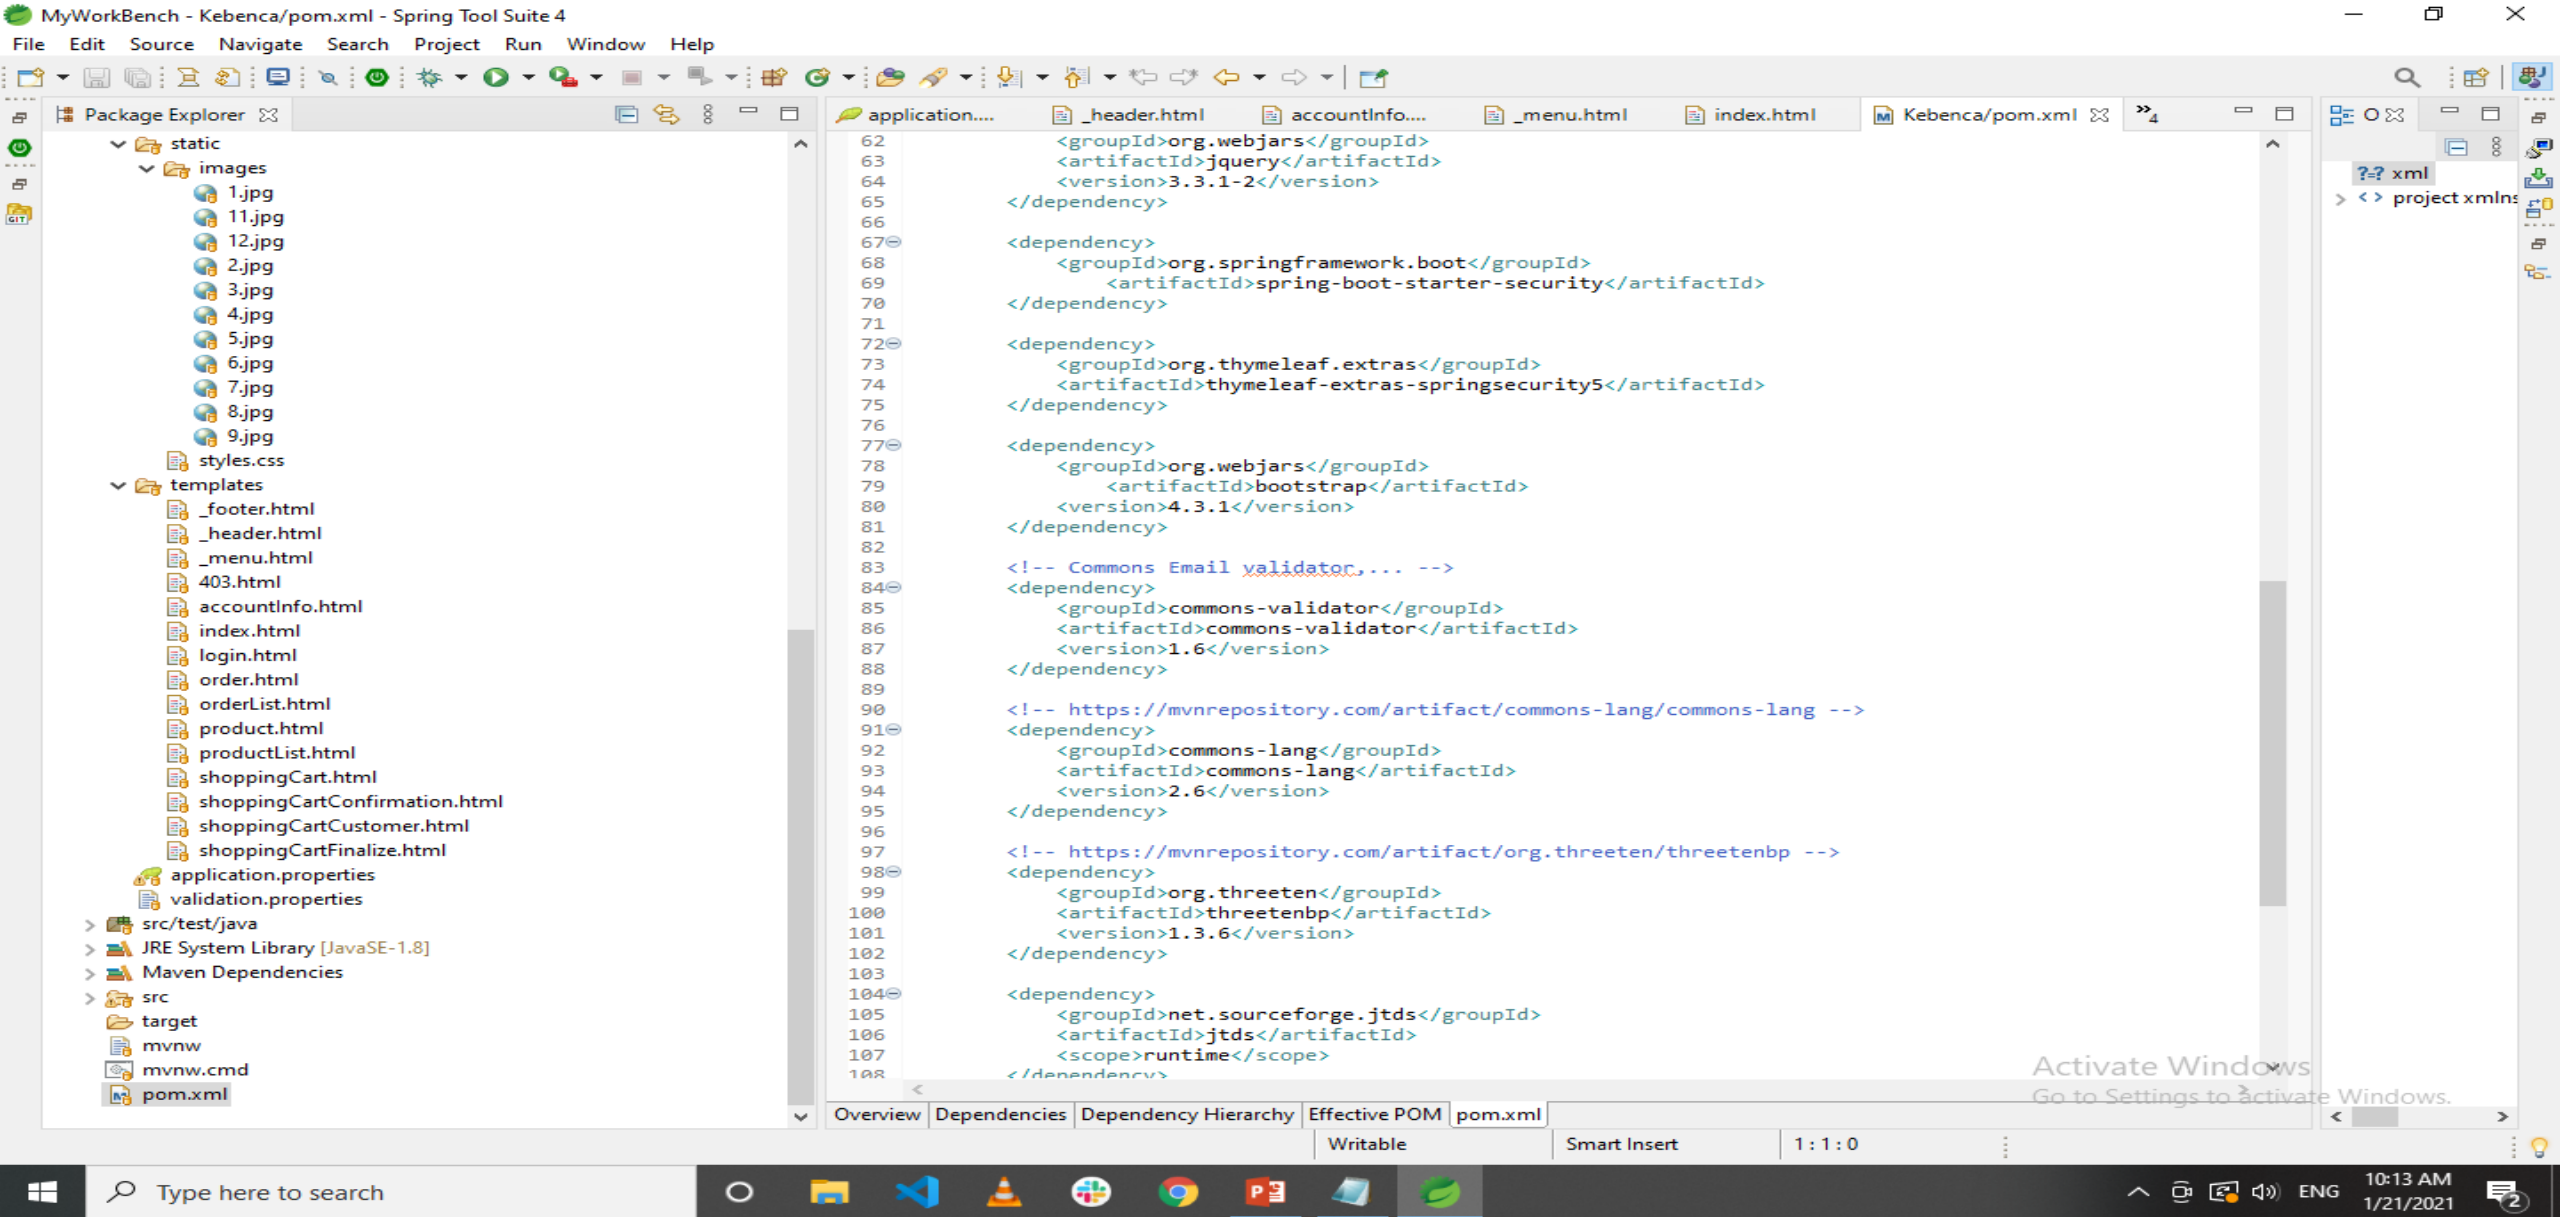 MyWorkBench - Kebenca/pom.xml - Spring Tool Suite 4
File Edit Source Navigate Search Project Run Window Help
Package Explorer
static
images
1.jpg
11.jpg
12.jpg
2.jpg
3.jpg
4.jpg
5.jpg
6.jpg
7.jpg
8.jpg
9.jpg
styles.css
templates
_footer.html
_header.html
_menu.html
403.html
accountInfo.html
index.html
login.html
order.html
orderList.html
product.html
productList.html
shoppingCart.html
shoppingCartConfirmation.html
shoppingCartCustomer.html
shoppingCartFinalize.html
application.properties
validation.properties
src/test/java
JRE System Library [JavaSE-1.8]
Maven Dependencies
src
target
mvnw
mvnw.cmd
pom.xml
application.... _header.html accountInfo.... _menu.html index.html Kebenca/pom.xml »4
62 <groupId>org.webjars</groupId>
63 <artifactId>jquery</artifactId>
64 <version>3.3.1-2</version>
65 </dependency>
66
67 <dependency>
68 <groupId>org.springframework.boot</groupId>
69 <artifactId>spring-boot-starter-security</artifactId>
70 </dependency>
71
72 <dependency>
73 <groupId>org.thymeleaf.extras</groupId>
74 <artifactId>thymeleaf-extras-springsecurity5</artifactId>
75 </dependency>
76
77 <dependency>
78 <groupId>org.webjars</groupId>
79 <artifactId>bootstrap</artifactId>
80 <version>4.3.1</version>
81 </dependency>
82
83 <!-- Commons Email validator,... -->
84 <dependency>
85 <groupId>commons-validator</groupId>
86 <artifactId>commons-validator</artifactId>
87 <version>1.6</version>
88 </dependency>
89
90 <!-- https://mvnrepository.com/artifact/commons-lang/commons-lang -->
91 <dependency>
92 <groupId>commons-lang</groupId>
93 <artifactId>commons-lang</artifactId>
94 <version>2.6</version>
95 </dependency>
96
97 <!-- https://mvnrepository.com/artifact/org.threeten/threetenbp -->
98 <dependency>
99 <groupId>org.threeten</groupId>
100 <artifactId>threetenbp</artifactId>
101 <version>1.3.6</version>
102 </dependency>
103
104 <dependency>
105 <groupId>net.sourceforge.jtds</groupId>
106 <artifactId>jtds</artifactId>
107 <scope>runtime</scope>
108 </dependency>
Overview Dependencies Dependency Hierarchy Effective POM pom.xml
O
?=? xml
<> project xmlns
Activate Windows
Go to Settings to activate Windows.
Writable Smart Insert 1 : 1 : 0
Type here to search
ENG
10:13 AM
1/21/2021
2